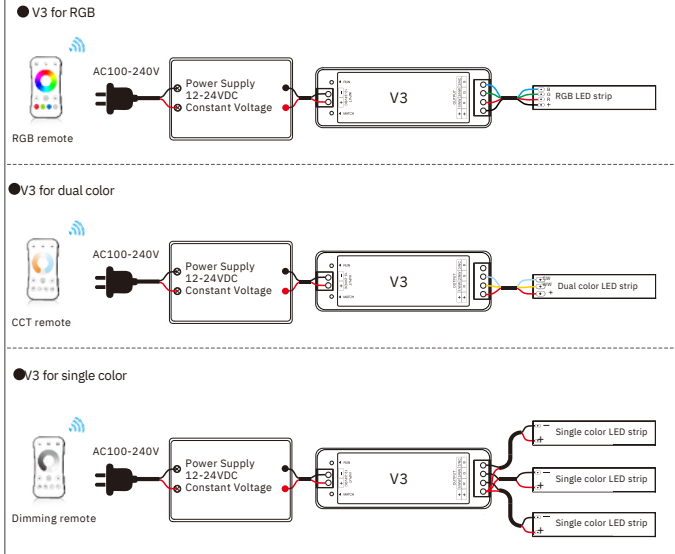 V3 for RGB
AC100-240V
Power Supply
12-24VDC
Constant Voltage
V3
RGB LED strip
RGB remote
V3 for dual color
AC100-240V
Power Supply
12-24VDC
Constant Voltage
V3
Dual color LED strip
CCT remote
V3 for single color
AC100-240V
Power Supply
12-24VDC
Constant Voltage
V3
Single color LED strip
Single color LED strip
Single color LED strip
Dimming remote